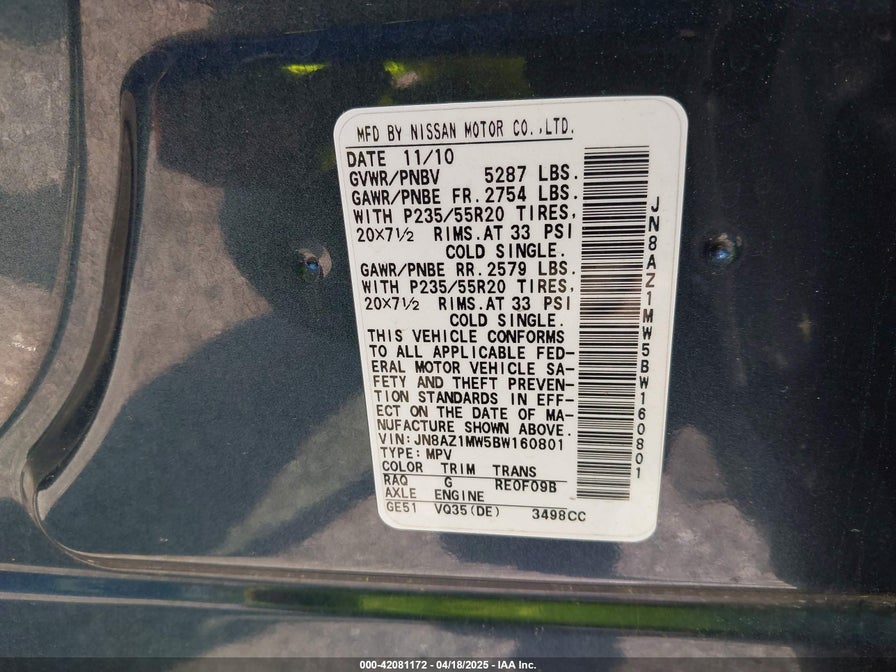 MFD BY NISSAN MOTOR CO.,LTD.
DATE 11/10
GVWR/PNBV 5287 LBS.
GAWR/PNBE FR. 2754 LBS.
WITH P235/55R20 TIRES,
20×7½ RIMS.AT 33 PSI
COLD SINGLE.
GAWR/PNBE RR. 2579 LBS.
WITH P235/55R20 TIRES,
20×7½ RIMS.AT 33 PSI
COLD SINGLE.
THIS VEHICLE CONFORMS
TO ALL APPLICABLE FED-
ERAL MOTOR VEHICLE SA-
FETY AND THEFT PREVEN-
TION STANDARDS IN EFF-
ECT ON THE DATE OF MA-
NUFACTURE SHOWN ABOVE.
VIN: JN8AZ1MW5BW160801
TYPE: MPV
COLOR TRIM TRANS
RAQ G RE0F09B
AXLE ENGINE
GE51 VQ35(DE) 3498CC
JN8AZ1MW5BW160801
000-42081172 - 04/18/2025 - IAA Inc.